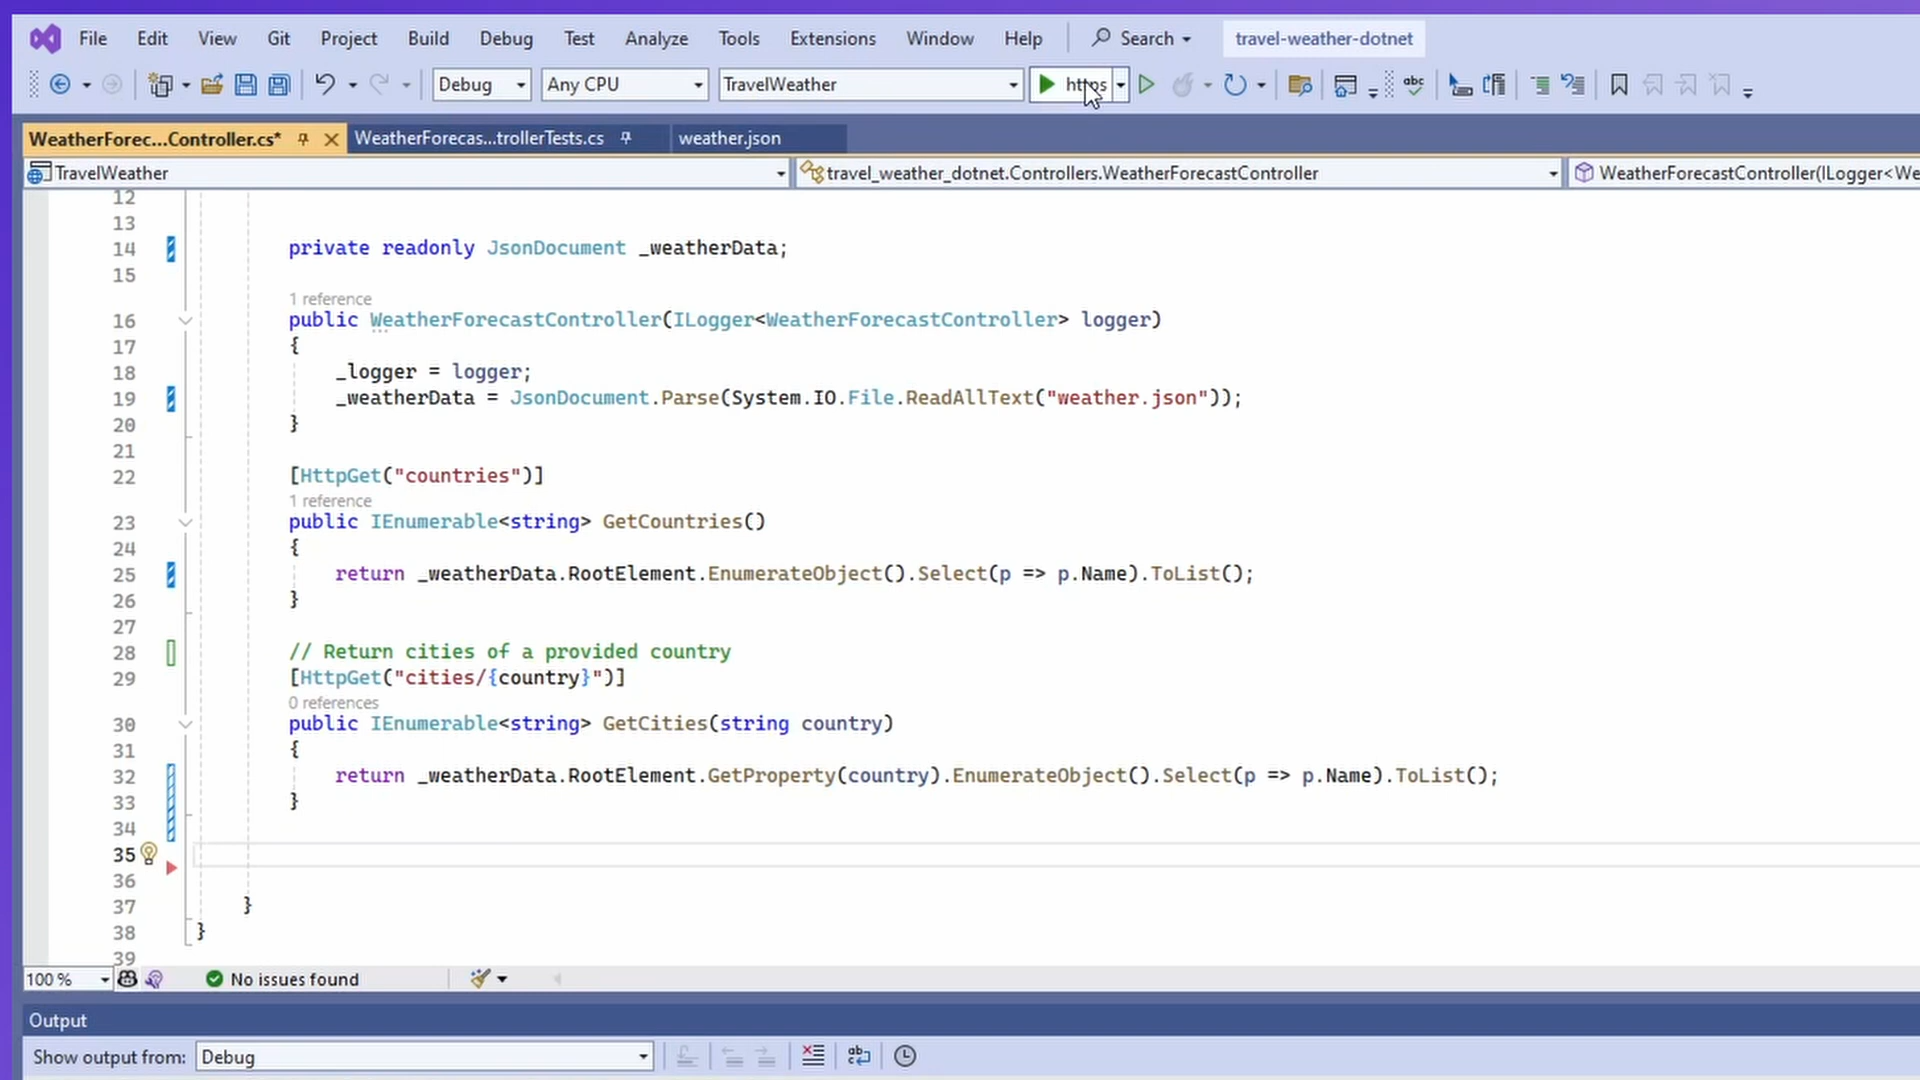 File Edit View Git Project Build Debug Test Analyze Tools Extensions Window Help Search travel-weather-dotnet
Debug Any CPU TravelWeather https
WeatherForec...Controller.cs* WeatherForecas...trollerTests.cs weather.json
TravelWeather travel_weather_dotnet.Controllers.WeatherForecastController WeatherForecastController(ILogger<We
12
13
14 private readonly JsonDocument _weatherData;
15
1 reference
16 public WeatherForecastController(ILogger<WeatherForecastController> logger)
17 {
18 _logger = logger;
19 _weatherData = JsonDocument.Parse(System.IO.File.ReadAllText("weather.json"));
20 }
21
22 [HttpGet("countries")]
1 reference
23 public IEnumerable<string> GetCountries()
24 {
25 return _weatherData.RootElement.EnumerateObject().Select(p => p.Name).ToList();
26 }
27
28 // Return cities of a provided country
29 [HttpGet("cities/{country}")]
0 references
30 public IEnumerable<string> GetCities(string country)
31 {
32 return _weatherData.RootElement.GetProperty(country).EnumerateObject().Select(p => p.Name).ToList();
33 }
34
35
36
37 }
38 }
39
100 % No issues found
Output
Show output from: Debug